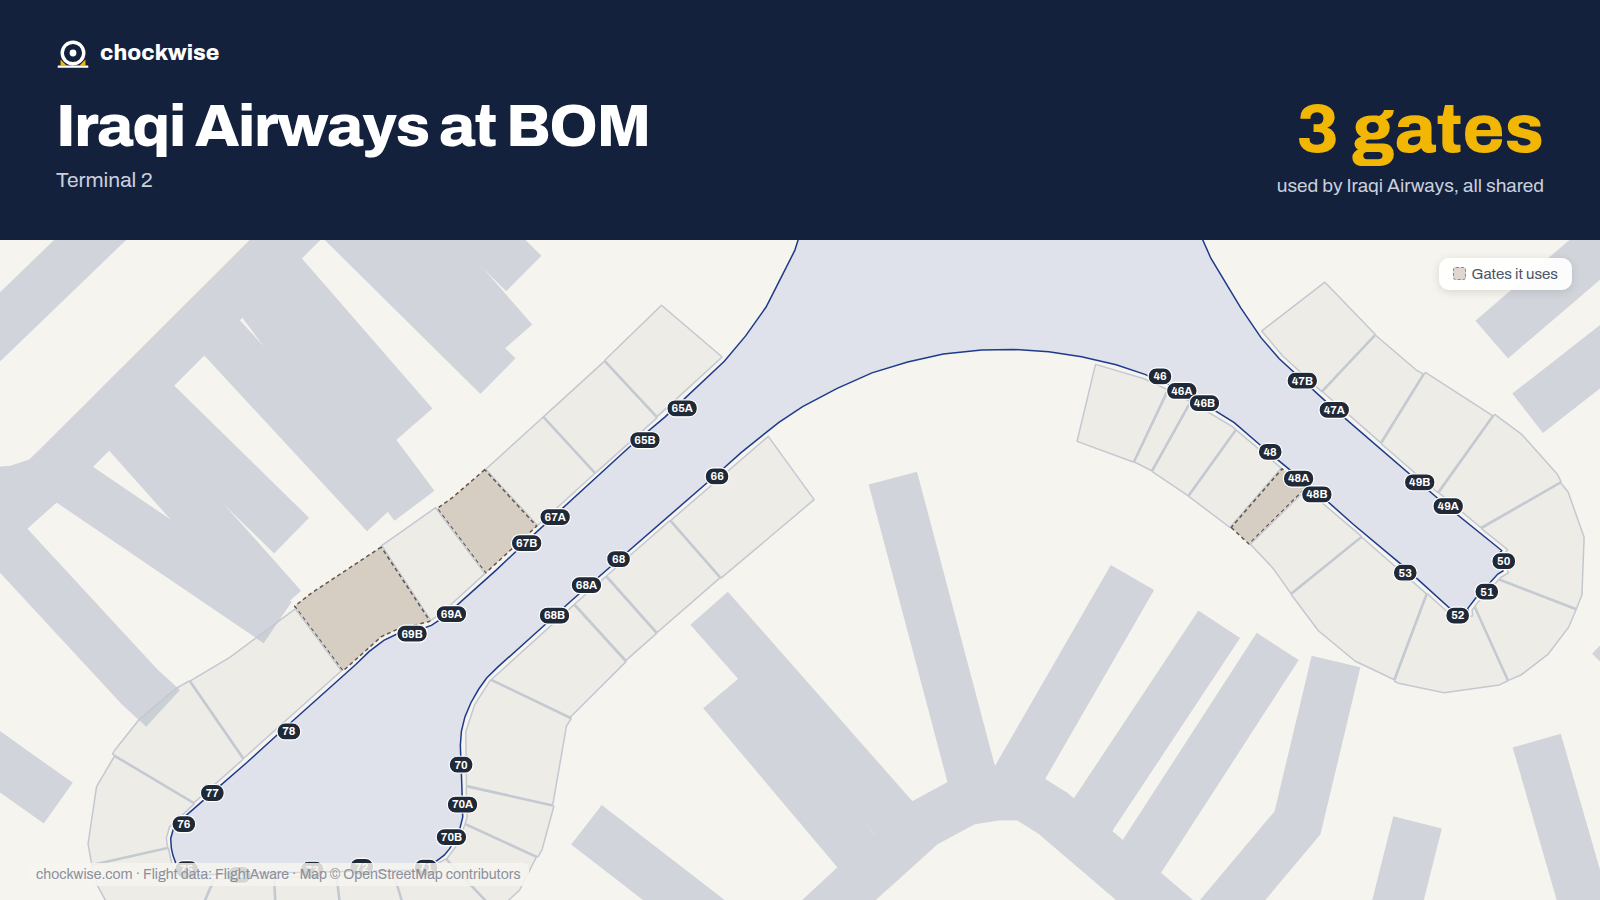 chockwise
Iraqi Airways at BOM
Terminal 2
3 gates
used by Iraqi Airways, all shared
Gates it uses
46
46A
46B
47B
47A
65A
65B
48
66
48A
48B
49B
49A
67A
67B
68
50
53
68A
51
69A
68B
52
69B
78
70
77
70A
76
70B
chockwise.com · Flight data: FlightAware · Map © OpenStreetMap contributors